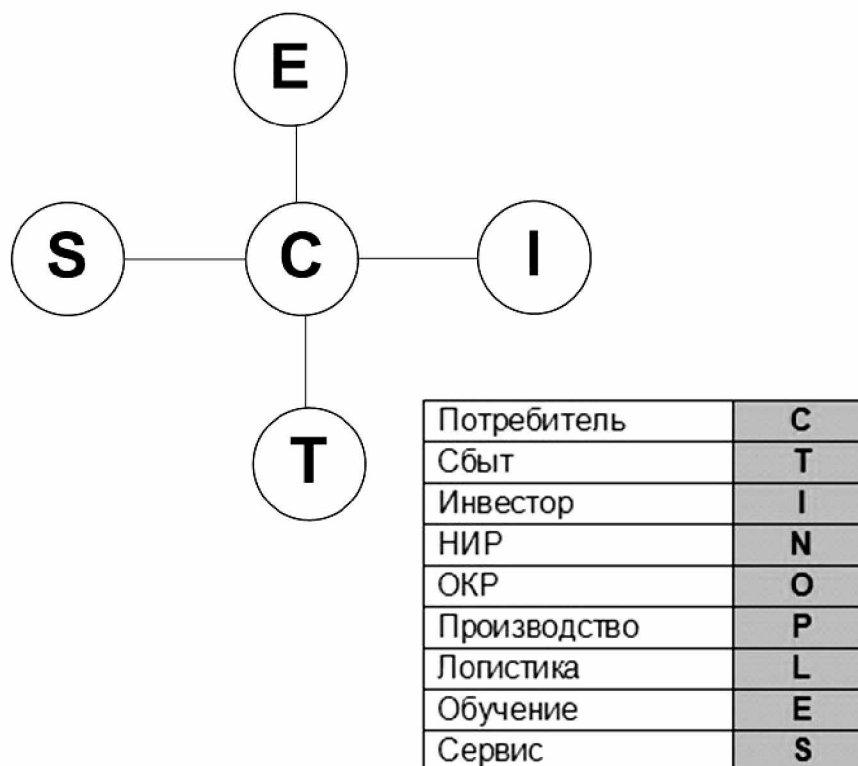 E
S C I
T
Потребитель C
Сбыт T
Инвестор I
НИР N
ОКР O
Производство P
Логистика L
Обучение E
Сервис S